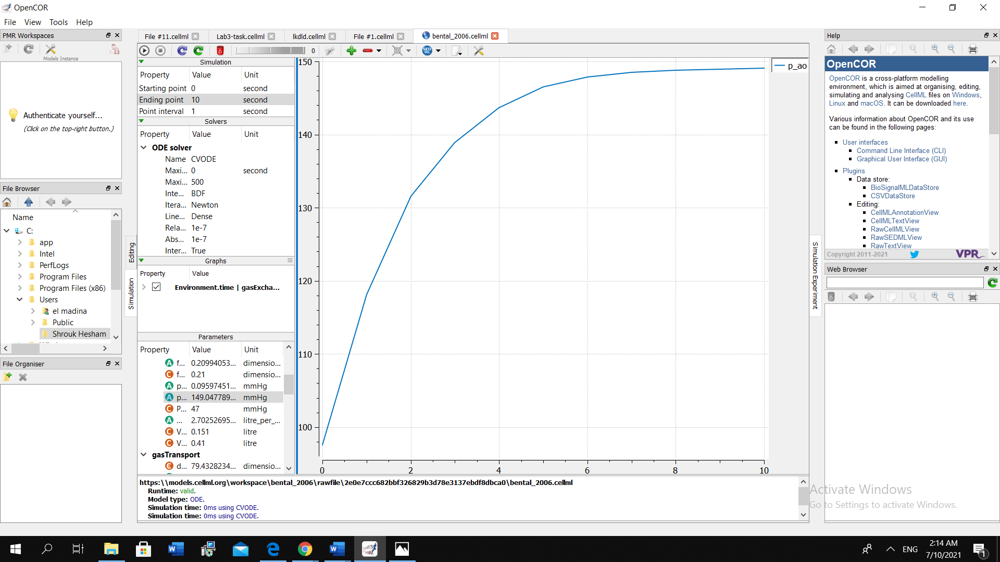 OpenCOR
File View Tools Help
PMR Workspaces
Models Instance
Authenticate yourself...
(Click on the top-right button.)
File Browser
Name
C:
app
Intel
PerfLogs
Program Files
Program Files (x86)
Users
el madina
Public
Shrouk Hesham
File Organiser
Editing
Simulation
File #11.cellml
Lab3-task.cellml
lkdld.cellml
File #1.cellml
bental_2006.cellml
0
SED ML
Simulation
Property Value Unit
Starting point 0 second
Ending point 10 second
Point interval 1 second
Solvers
Property Value Unit
ODE solver
Name CVODE
Maxi... 0 second
Maxi... 500
Inte... BDF
Itera... Newton
Line... Dense
Rela... 1e-7
Abs... 1e-7
Inter... True
Graphs
Property Value
Environment.time | gasExcha...
Parameters
Property Value Unit
A f... 0.20994053... dimensio...
C f... 0.21 dimensio...
A p... 0.09597451... mmHg
A p... 149.047789... mmHg
C P... 47 mmHg
A ... 2.70252695... litre_per_...
C V... 0.151 litre
C V... 0.41 litre
gasTransport
C d... 79.4328234... dimensio...
150
140
130
120
110
100
0 2 4 6 8 10
p_ao
https:\\models.cellml.org\workspace\bental_2006\rawfile\2e0e7ccc682bbf326829b3d78e3137ebdf8dbca0\bental_2006.cellml
Runtime: valid.
Model type: ODE.
Simulation time: 0ms using CVODE.
Simulation time: 0ms using CVODE.
Simulation Experiment
Help
OpenCOR
OpenCOR is a cross-platform modelling
environment, which is aimed at organising, editing,
simulating and analysing CellML files on Windows,
Linux and macOS. It can be downloaded here.
Various information about OpenCOR and its use
can be found in the following pages:
User interfaces
Command Line Interface (CLI)
Graphical User Interface (GUI)
Plugins
Data store:
BioSignalMLDataStore
CSVDataStore
Editing:
CellMLAnnotationView
CellMLTextView
RawCellMLView
RawSEDMLView
RawTextView
Copyright 2011-2021
VPR
Web Browser
Activate Windows
Go to Settings to activate Windows.
ENG
2:14 AM
7/10/2021
1